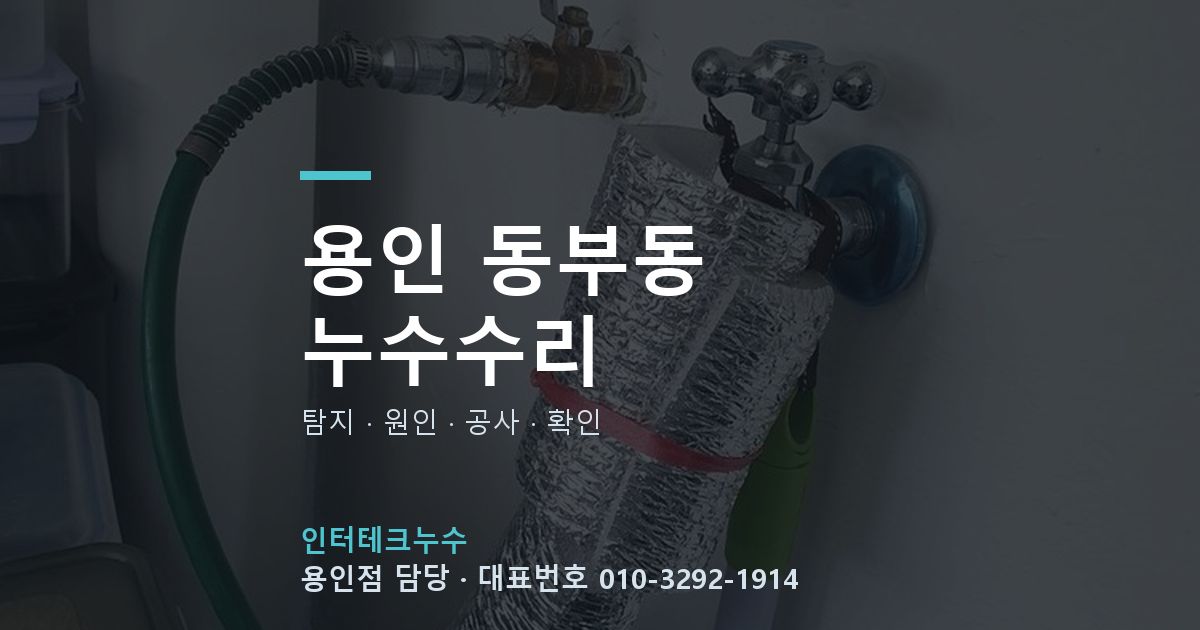 용인 동부동
누수수리
탐지 · 원인 · 공사 · 확인
인터테크누수
용인점 담당 · 대표번호 010-3292-1914